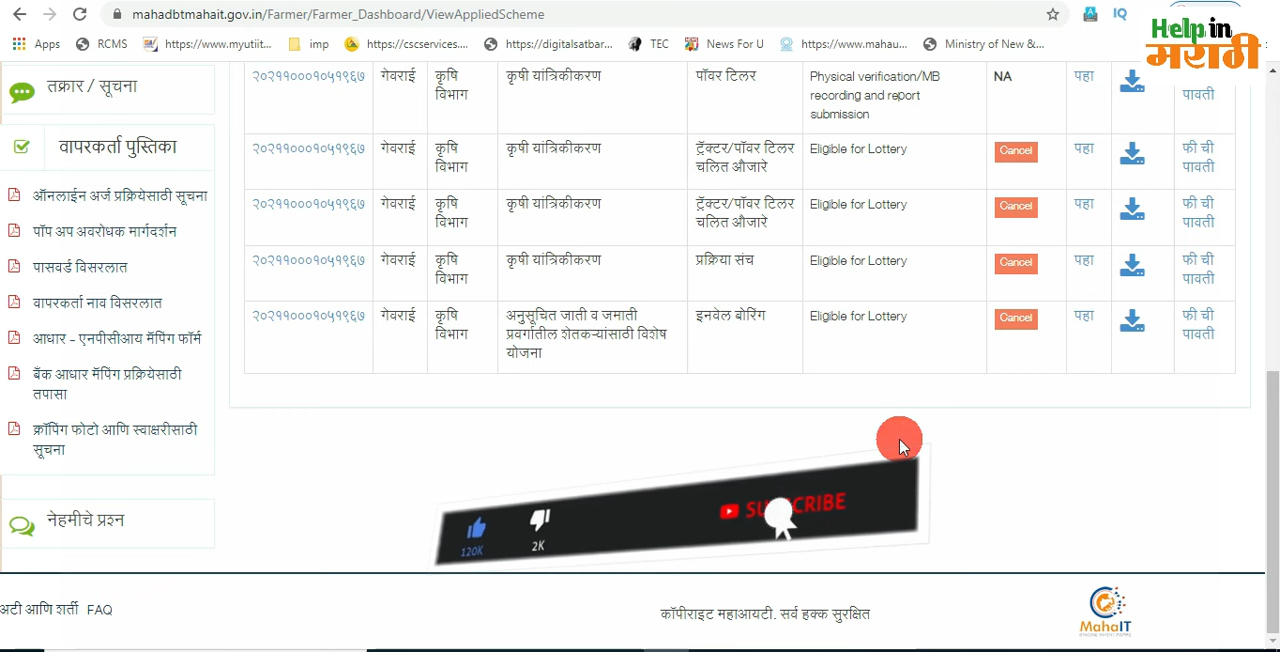 mahadbtmahait.gov.in/Farmer/Farmer_Dashboard/ViewAppliedScheme
IQ
Help in
मराठी
Apps
RCMS
https://www.myutiit...
imp
https://cscservices....
https://digitalsatbar...
TEC
News For U
https://www.mahau...
Ministry of New &...
तक्रार / सूचना
वापरकर्ता पुस्तिका
ऑनलाईन अर्ज प्रक्रियेसाठी सूचना
पॉप अप अवरोधक मार्गदर्शन
पासवर्ड विसरलात
वापरकर्ता नाव विसरलात
आधार - एनपीसीआय मॅपिंग फॉर्म
बँक आधार मॅपिंग प्रक्रियेसाठी
तपासा
क्रॉपिंग फोटो आणि स्वाक्षरीसाठी
सूचना
नेहमीचे प्रश्न
२०२११०००१०५१९६७ गेवराई कृषि कृषी यांत्रिकीकरण पॉवर टिलर Physical verification/MB NA पहा
विभाग recording and report पावती
submission
२०२११०००१०५१९६७ गेवराई कृषि कृषी यांत्रिकीकरण ट्रॅक्टर/पॉवर टिलर Eligible for Lottery Cancel पहा फी ची
विभाग चलित औजारे पावती
२०२११०००१०५१९६७ गेवराई कृषि कृषी यांत्रिकीकरण ट्रॅक्टर/पॉवर टिलर Eligible for Lottery Cancel पहा फी ची
विभाग चलित औजारे पावती
२०२११०००१०५१९६७ गेवराई कृषि कृषी यांत्रिकीकरण प्रक्रिया संच Eligible for Lottery Cancel पहा फी ची
विभाग पावती
२०२११०००१०५१९६७ गेवराई कृषि अनुसूचित जाती व जमाती इनवेल बोरिंग Eligible for Lottery Cancel पहा फी ची
विभाग प्रवर्गातील शेतकऱ्यांसाठी विशेष पावती
योजना
120K
2K
अटी आणि शर्ती FAQ
कॉपीराइट महाआयटी. सर्व हक्क सुरक्षित
MahaIT